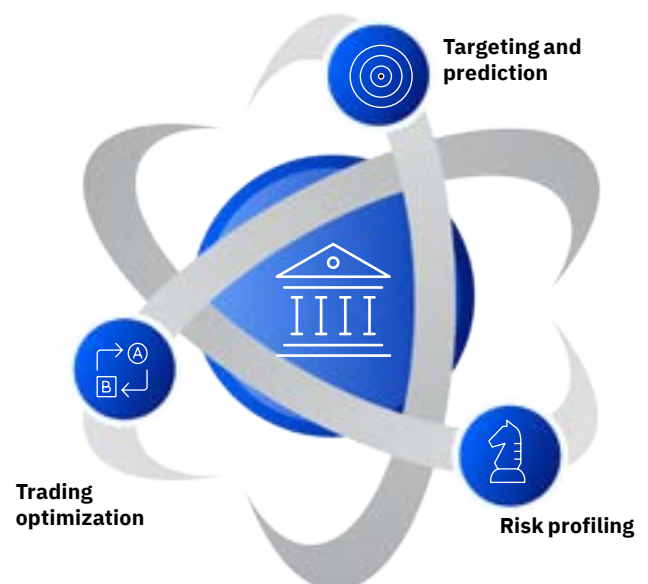 Targeting and
prediction
A
B
Trading
optimization
Risk profiling